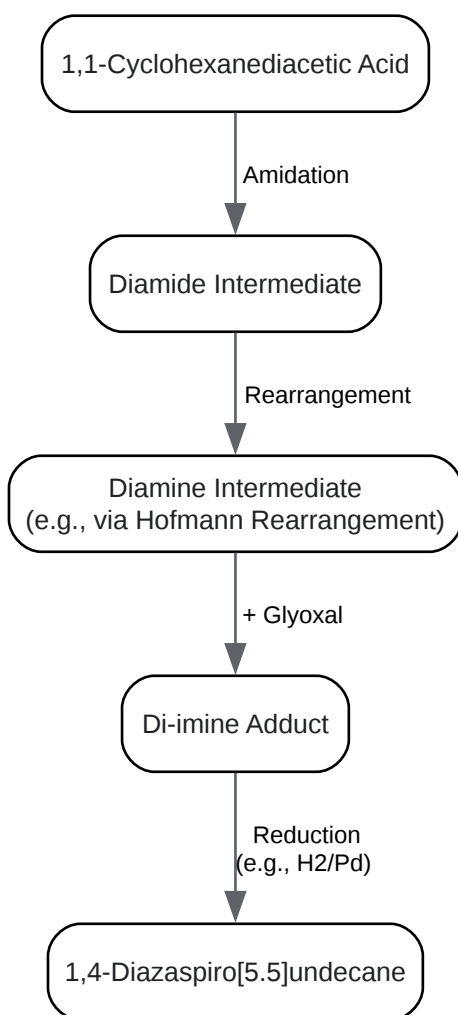 1,1-Cyclohexanediacetic Acid
Amidation
Diamide Intermediate
Rearrangement
Diamine Intermediate
(e.g., via Hofmann Rearrangement)
+ Glyoxal
Di-imine Adduct
Reduction
(e.g., H2/Pd)
1,4-Diazaspiro[5.5]undecane